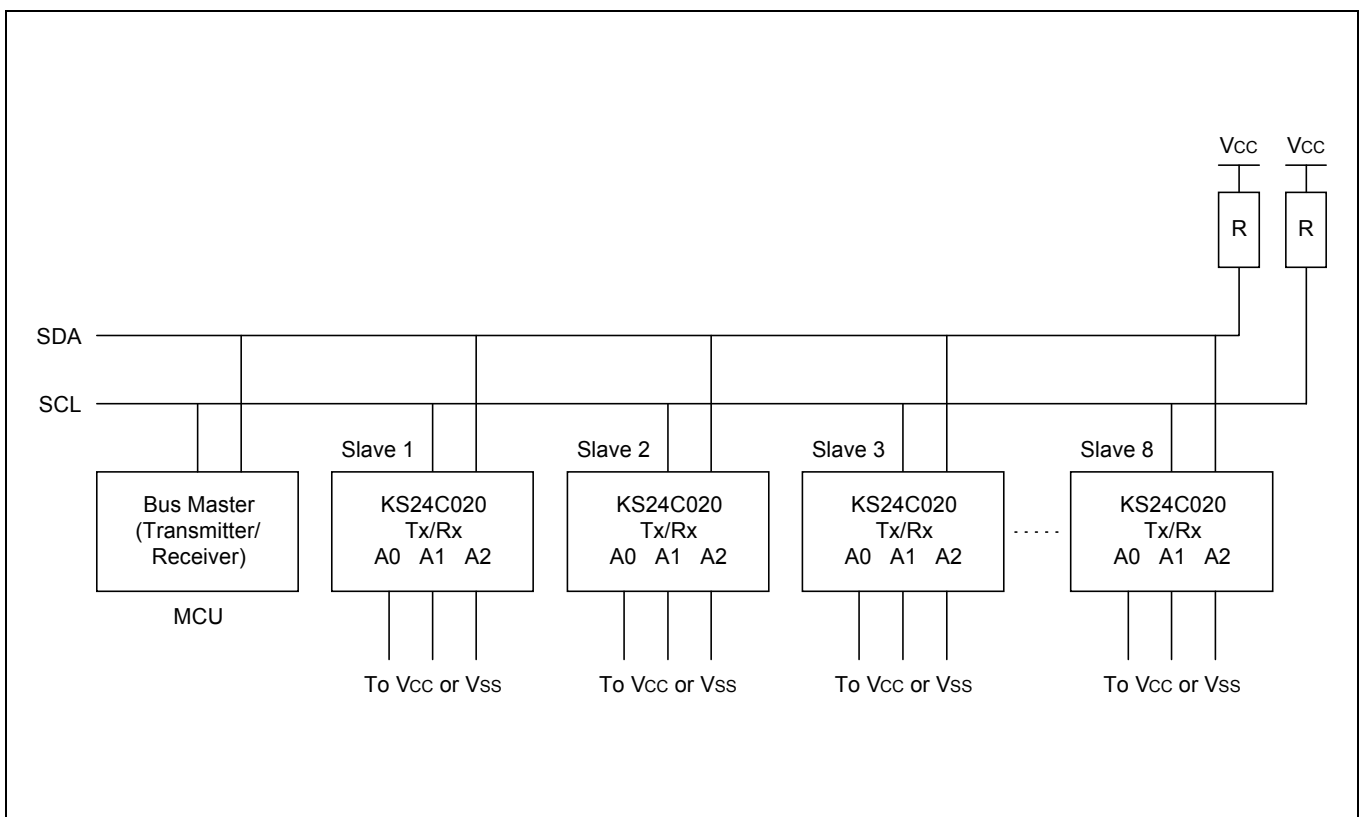 VCC VCC
R R
SDA
SCL
Slave 1 Slave 2 Slave 3 Slave 8
Bus Master
(Transmitter/
Receiver)
MCU
KS24C020
Tx/Rx
A0 A1 A2
To VCC or VSS
KS24C020
Tx/Rx
A0 A1 A2
To VCC or VSS
KS24C020
Tx/Rx
A0 A1 A2
To VCC or VSS
.....
KS24C020
Tx/Rx
A0 A1 A2
To VCC or VSS